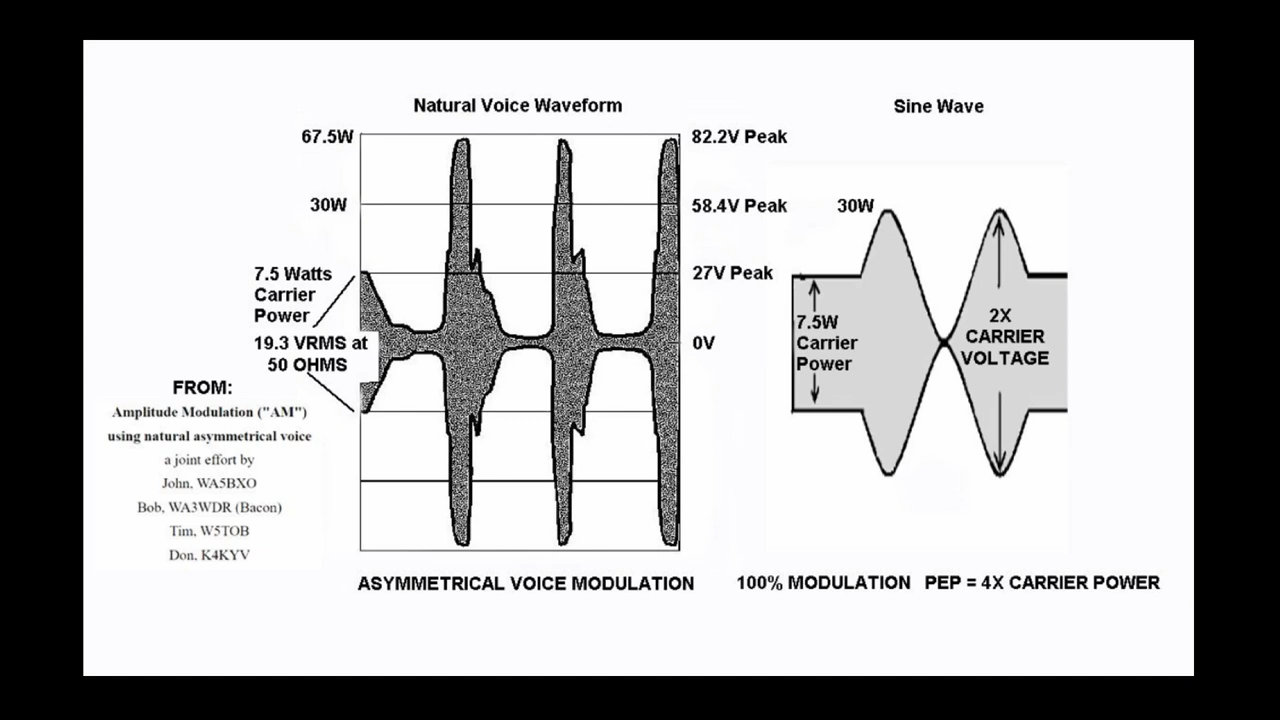 Natural Voice Waveform
67.5W
82.2V Peak
30W
58.4V Peak
7.5 Watts
Carrier
Power
27V Peak
19.3 VRMS at
50 OHMS
0V
FROM:
Amplitude Modulation ("AM")
using natural asymmetrical voice
a joint effort by
John, WA5BXO
Bob, WA3WDR (Bacon)
Tim, W5TOB
Don, K4KYV
ASYMMETRICAL VOICE MODULATION
Sine Wave
30W
7.5W
Carrier
Power
2X
CARRIER
VOLTAGE
100% MODULATION PEP = 4X CARRIER POWER